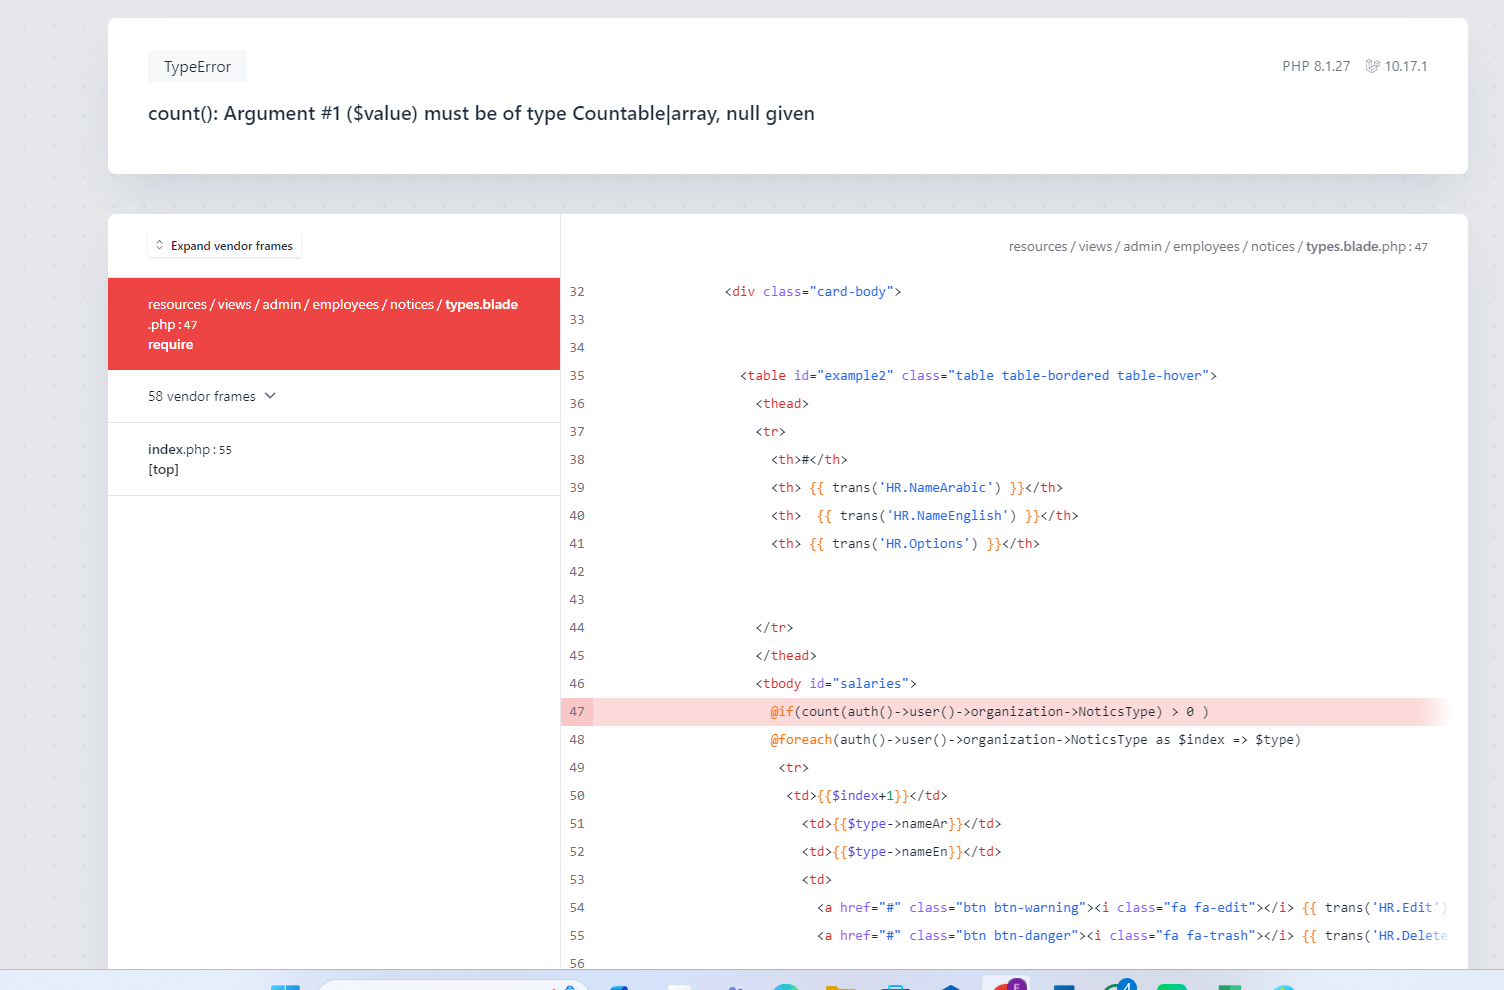 TypeError
PHP 8.1.27 10.17.1
count(): Argument #1 ($value) must be of type Countable|array, null given
Expand vendor frames
resources / views / admin / employees / notices / types.blade
.php : 47
require
58 vendor frames
index.php : 55
[top]
resources / views / admin / employees / notices / types.blade.php : 47
32 <div class="card-body">
33
34
35 <table id="example2" class="table table-bordered table-hover">
36 <thead>
37 <tr>
38 <th>#</th>
39 <th> {{ trans('HR.NameArabic') }}</th>
40 <th>  {{ trans('HR.NameEnglish') }}</th>
41 <th> {{ trans('HR.Options') }}</th>
42
43
44 </tr>
45 </thead>
46 <tbody id="salaries">
47 @if(count(auth()->user()->organization->NoticsType) > 0 )
48 @foreach(auth()->user()->organization->NoticsType as $index => $type)
49 <tr>
50 <td>{{$index+1}}</td>
51 <td>{{$type->nameAr}}</td>
52 <td>{{$type->nameEn}}</td>
53 <td>
54 <a href="#" class="btn btn-warning"><i class="fa fa-edit"></i> {{ trans('HR.Edit')
55 <a href="#" class="btn btn-danger"><i class="fa fa-trash"></i> {{ trans('HR.Delete
56
E
4